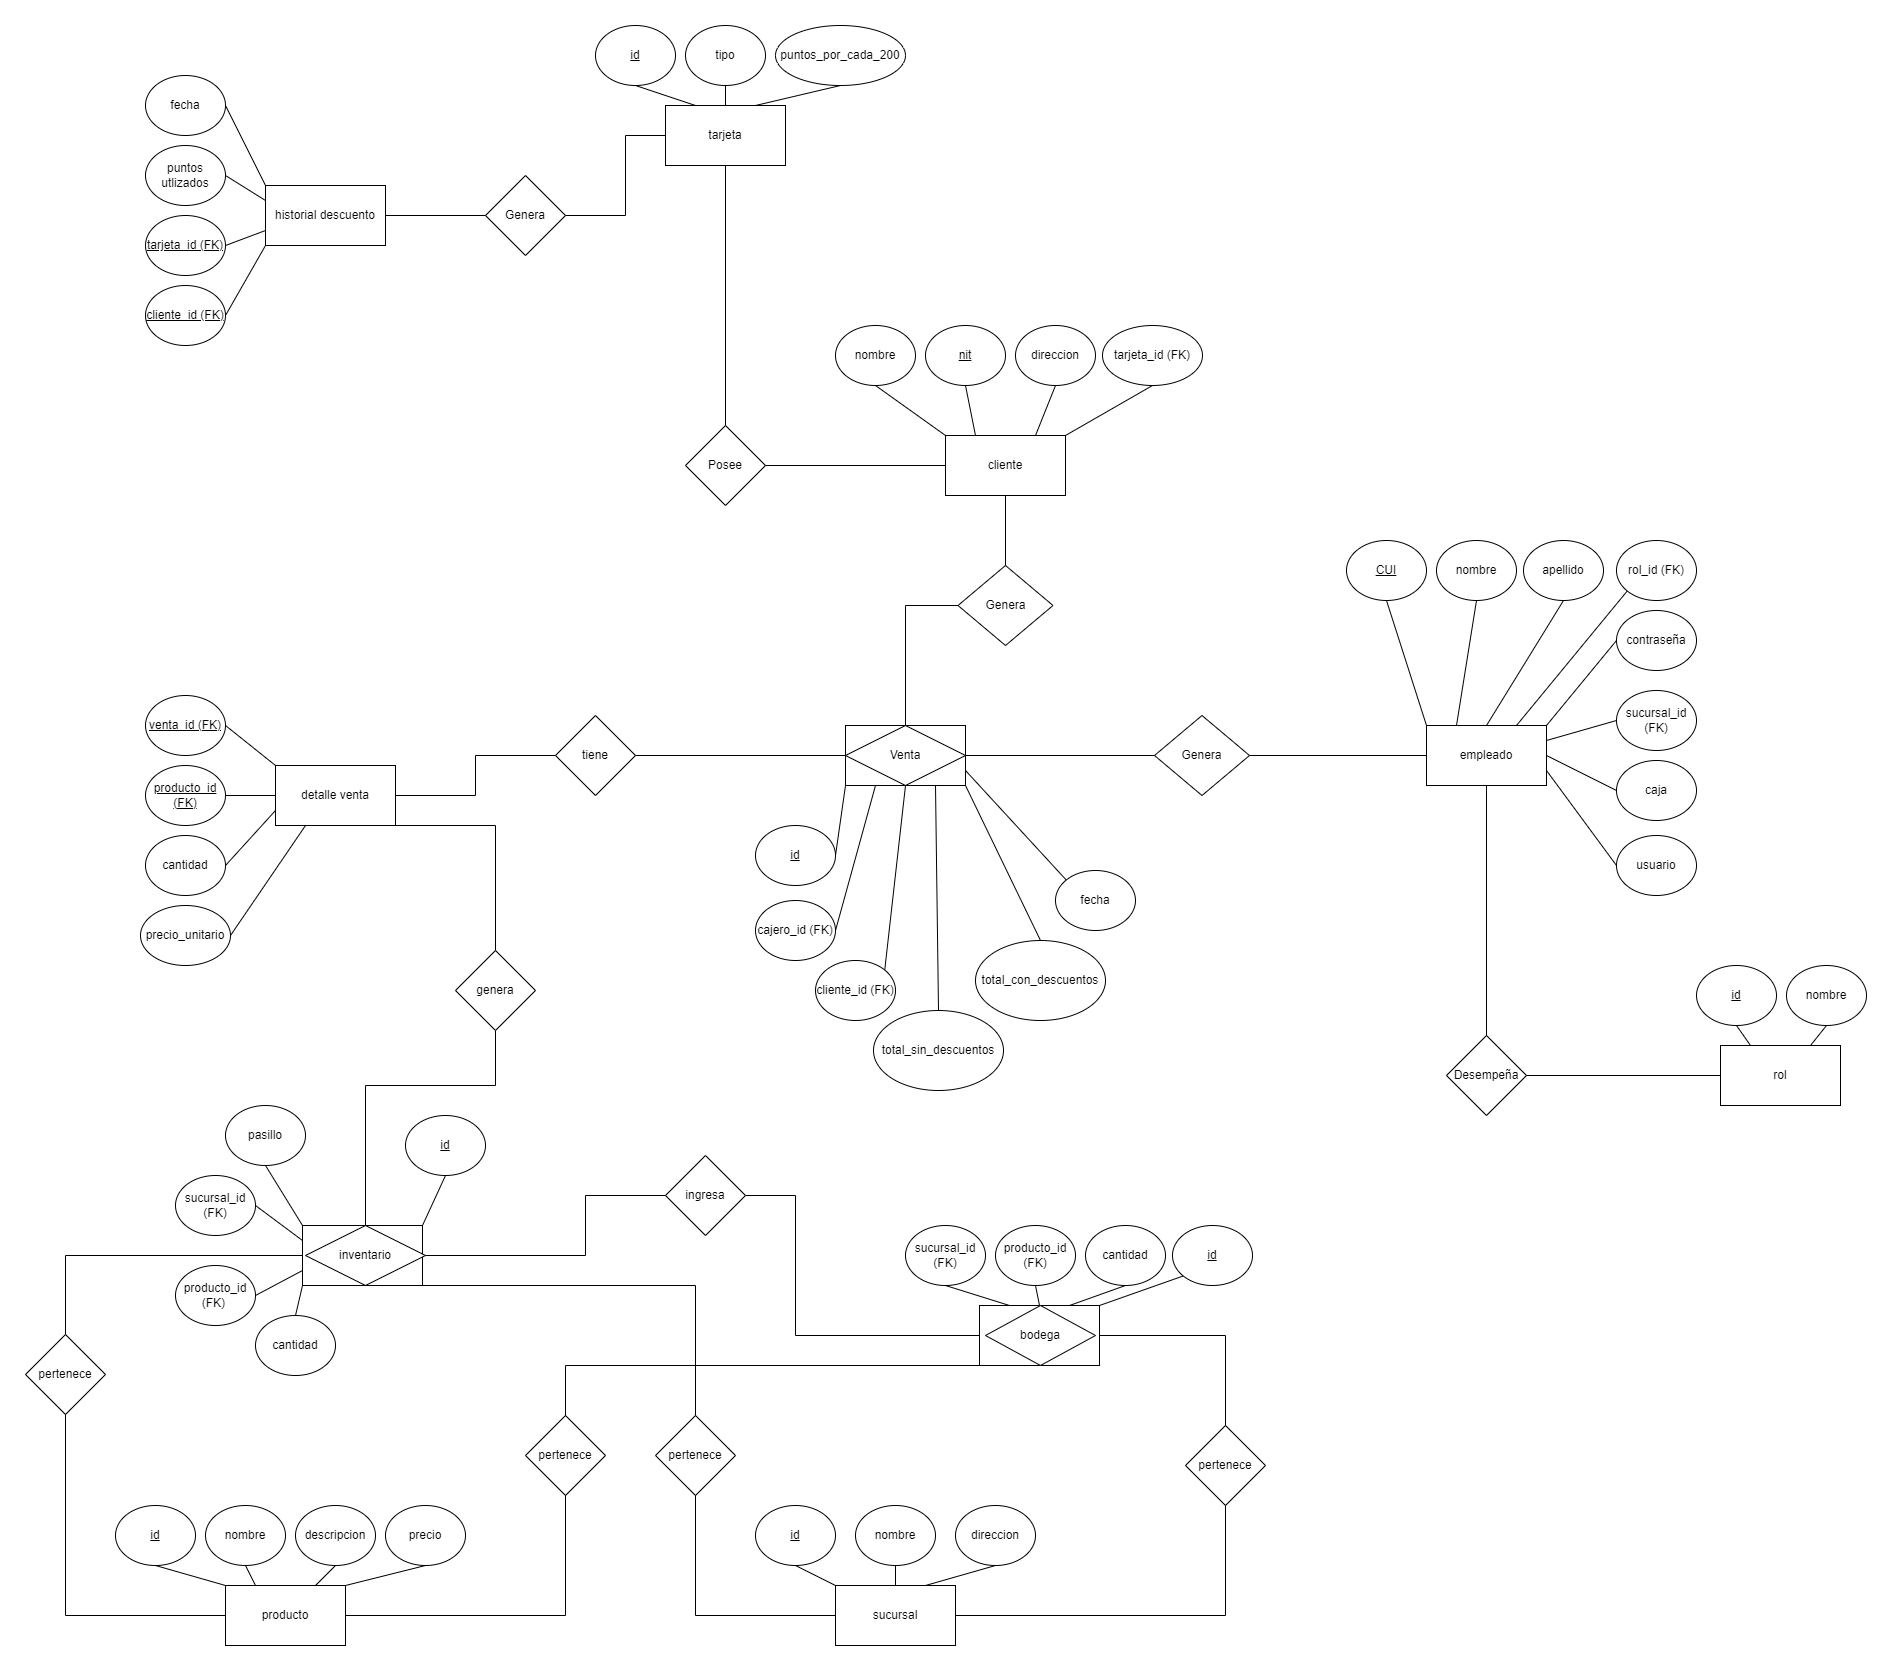 id
tipo
puntos_por_cada_200
fecha
tarjeta
puntos
utlizados
historial descuento
Genera
tarjeta_id (FK)
cliente_id (FK)
nombre
nit
direccion
tarjeta_id (FK)
Posee
cliente
CUI
nombre
apellido
rol_id (FK)
Genera
contraseña
venta_id (FK)
sucursal_id
(FK)
tiene
Venta
Genera
empleado
producto_id
(FK)
detalle venta
caja
cantidad
id
usuario
fecha
precio_unitario
cajero_id (FK)
total_con_descuentos
genera
cliente_id (FK)
id
nombre
total_sin_descuentos
Desempeña
rol
pasillo
id
sucursal_id
(FK)
ingresa
inventario
sucursal_id
(FK)
producto_id
(FK)
cantidad
id
producto_id
(FK)
cantidad
bodega
pertenece
pertenece
pertenece
pertenece
id
nombre
descripcion
precio
id
nombre
direccion
producto
sucursal